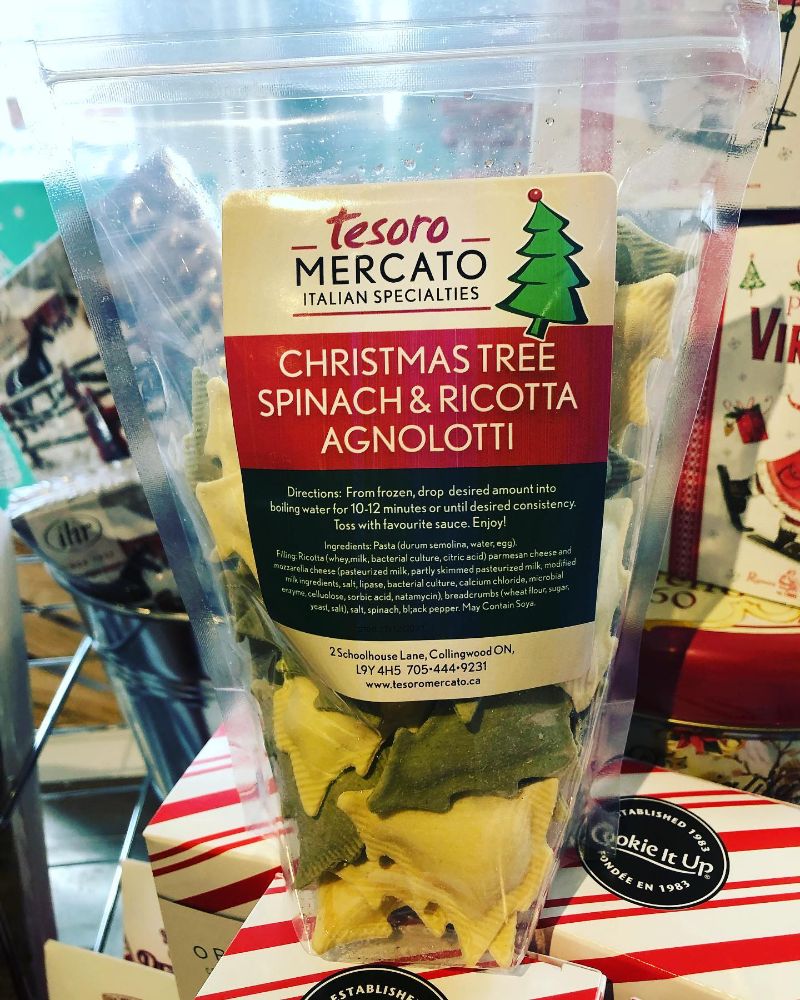 tesoro
MERCATO
ITALIAN SPECIALTIES
CHRISTMAS TREE
SPINACH & RICOTTA
AGNOLOTTI
Directions: From frozen, drop desired amount into
boiling water for 10-12 minutes or until desired consistency.
Toss with favourite sauce. Enjoy!
Ingredients: Pasta (durum semolina, water, egg).
Filling: Ricotta (whey,milk, bacterial culture, citric acid) parmesan cheese and
mozzarella cheese (pasteurized milk, partly skimmed pasteurized milk, modified
milk ingredients, salt, lipase, bacterial culture, calcium chloride, microbial
enzyme, celluolose, sorbic acid, natamycin), breadcrumbs (wheat flour, sugar,
yeast, salt), salt, spinach, bl;ack pepper. May Contain Soya.
2 Schoolhouse Lane, Collingwood ON,
L9Y 4H5 705•444•9231
www.tesoromercato.ca
ihr
ESTABLISHED 1983
Cookie It Up
FONDÉE EN 1983
ESTABLISHED